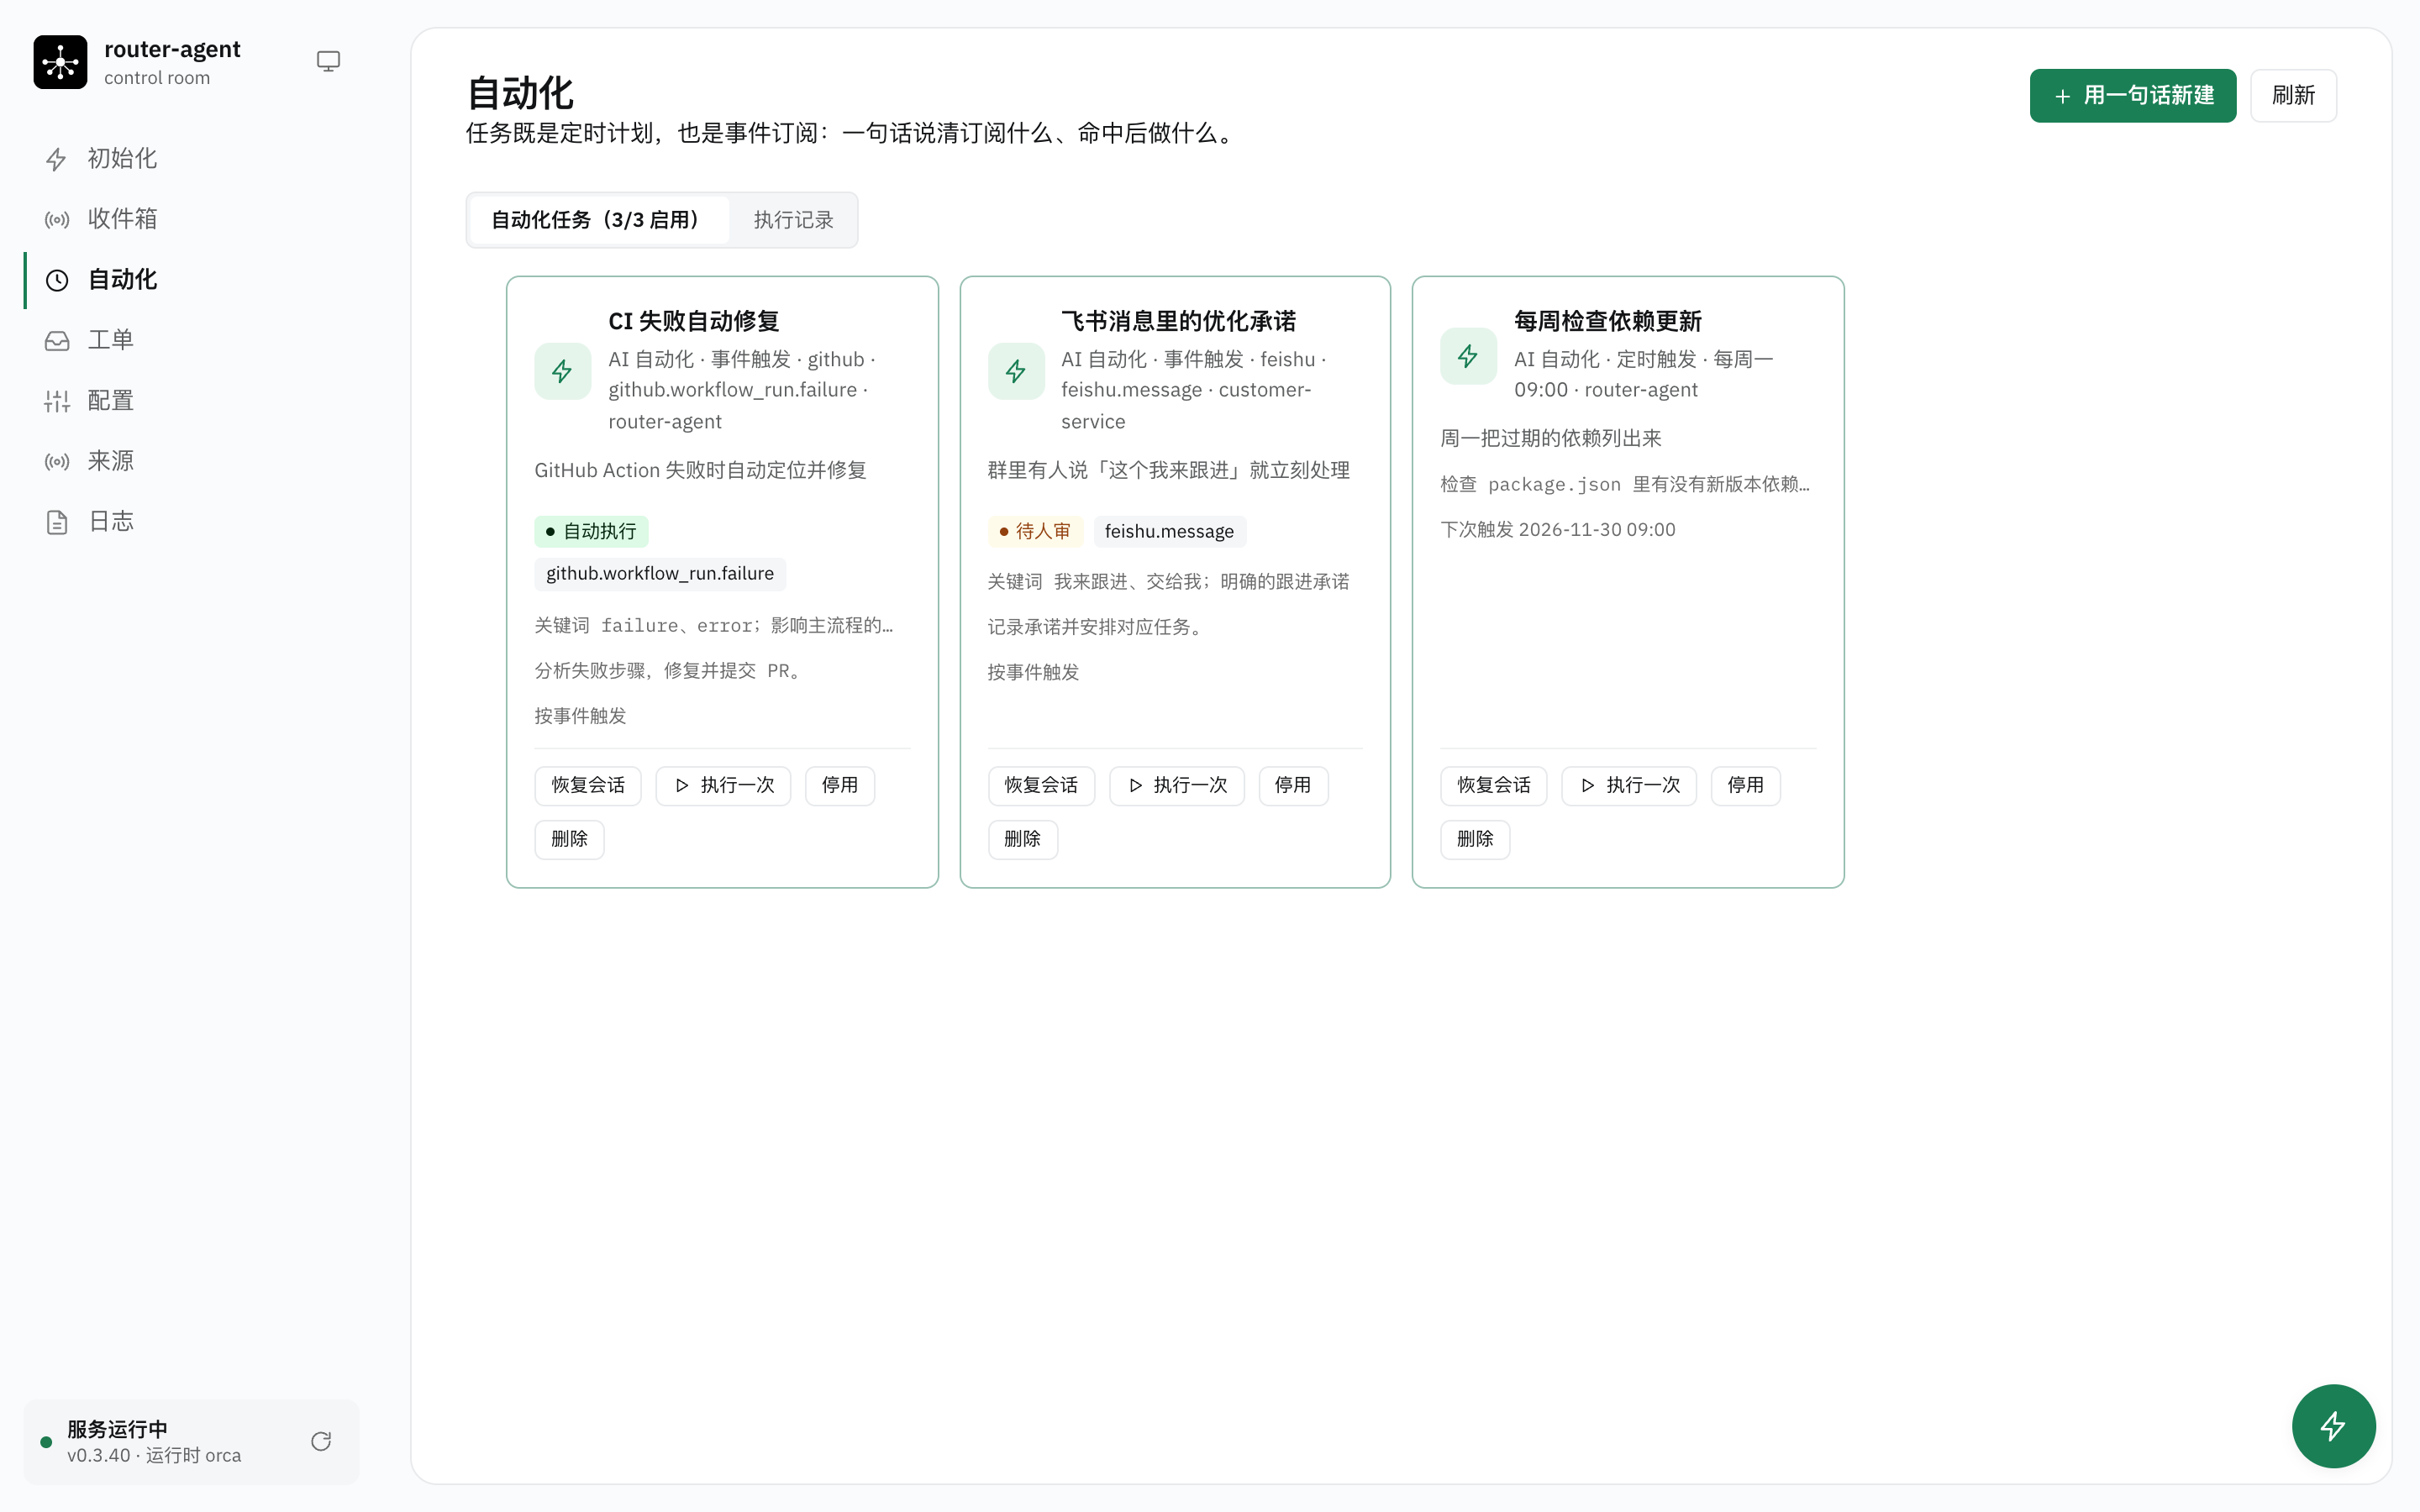 router-agent
control room
初始化
收件箱
自动化
工单
配置
来源
日志
服务运行中
v0.3.40 · 运行时 orca
自动化
任务既是定时计划，也是事件订阅：一句话说清订阅什么、命中后做什么。
+ 用一句话新建
刷新
自动化任务（3/3 启用）
执行记录
CI 失败自动修复
AI 自动化 · 事件触发 · github ·
github.workflow_run.failure ·
router-agent
GitHub Action 失败时自动定位并修复
自动执行
github.workflow_run.failure
关键词 failure、error；影响主流程的…
分析失败步骤，修复并提交 PR。
按事件触发
恢复会话
执行一次
停用
删除
飞书消息里的优化承诺
AI 自动化 · 事件触发 · feishu ·
feishu.message · customer-
service
群里有人说「这个我来跟进」就立刻处理
待人审
feishu.message
关键词 我来跟进、交给我；明确的跟进承诺
记录承诺并安排对应任务。
按事件触发
恢复会话
执行一次
停用
删除
每周检查依赖更新
AI 自动化 · 定时触发 · 每周一
09:00 · router-agent
周一把过期的依赖列出来
检查 package.json 里有没有新版本依赖…
下次触发 2026-11-30 09:00
恢复会话
执行一次
停用
删除